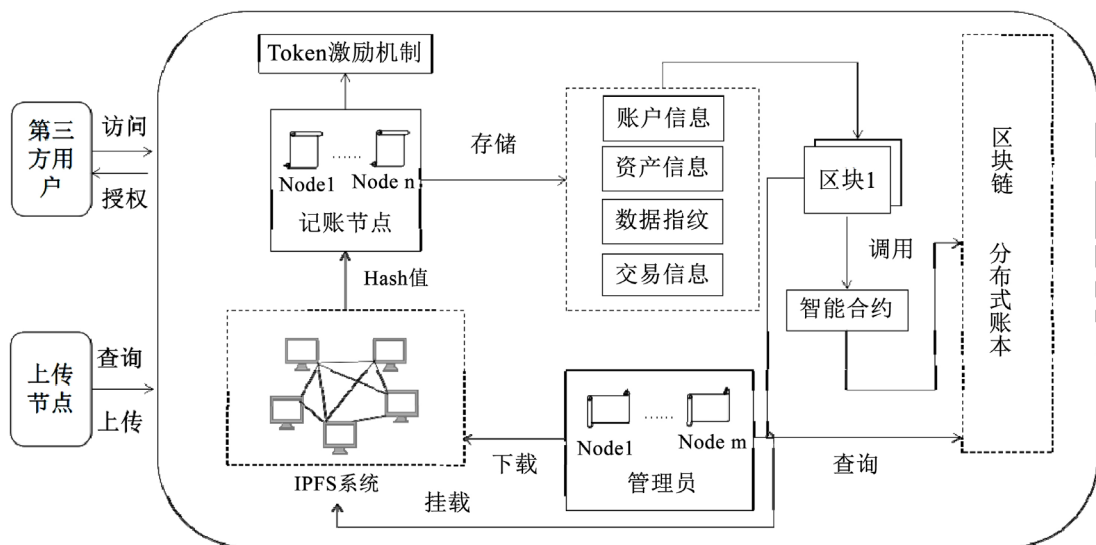 Token激励机制
第三
方用
户
访问
授权
Node1
......
Node n
记账节点
存储
账户信息
资产信息
数据指纹
交易信息
区块1
调用
智能合约
区块链
分布式账本
Hash值
上传
节点
查询
上传
IPFS系统
下载
挂载
Node1
......
Node m
管理员
查询